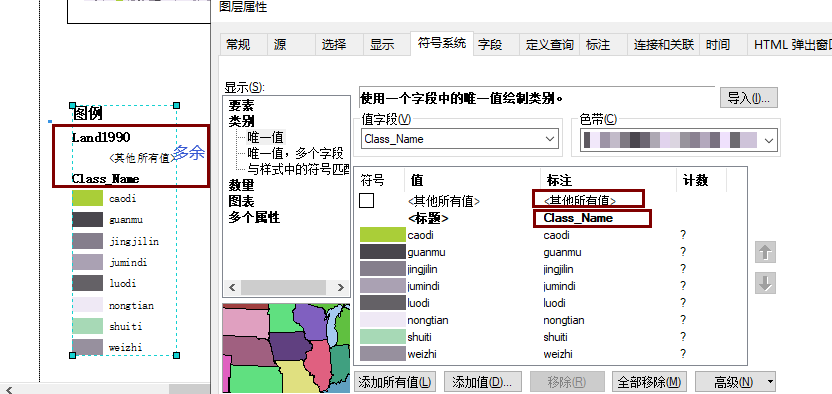 图层属性
常规 源 选择 显示 符号系统 字段 定义查询 标注 连接和关联 时间 HTML 弹出窗口
显示(S):
要素
类别
唯一值
唯一值，多个字段
与样式中的符号匹配
数量
图表
多个属性
使用一个字段中的唯一值绘制类别。
导入(I)...
值字段(V)
Class_Name
色带(C)
符号 值 标注 计数
<其他所有值> <其他所有值>
<标题> Class_Name
caodi caodi ?
guanmu guanmu ?
jingjilin jingjilin ?
jumindi jumindi ?
luodi luodi ?
nongtian nongtian ?
shuiti shuiti ?
weizhi weizhi ?
添加所有值(L) 添加值(D)... 移除(R) 全部移除(M) 高级(N)
图例
Land1990
<其他所有值>
多余
Class_Name
caodi
guanmu
jingjilin
jumindi
luodi
nongtian
shuiti
weizhi